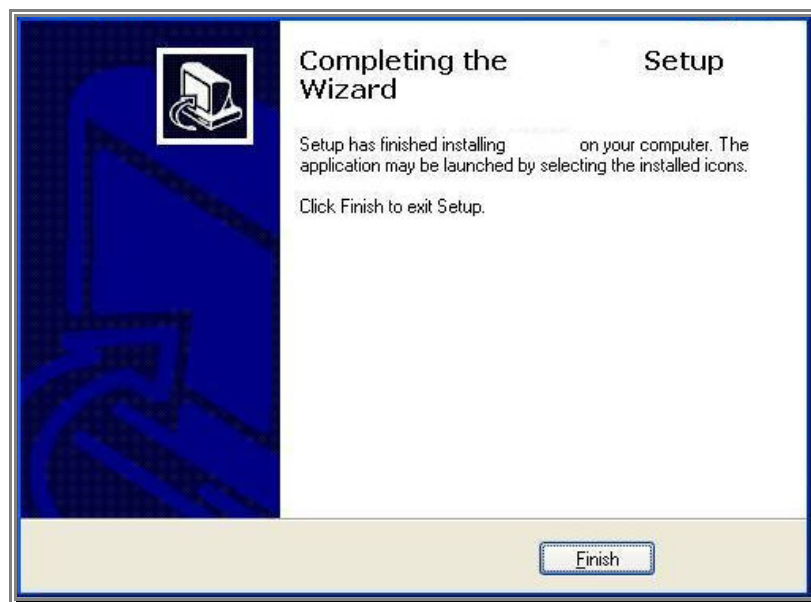 Completing the Setup
Wizard
Setup has finished installing on your computer. The
application may be launched by selecting the installed icons.
Click Finish to exit Setup.
Finish